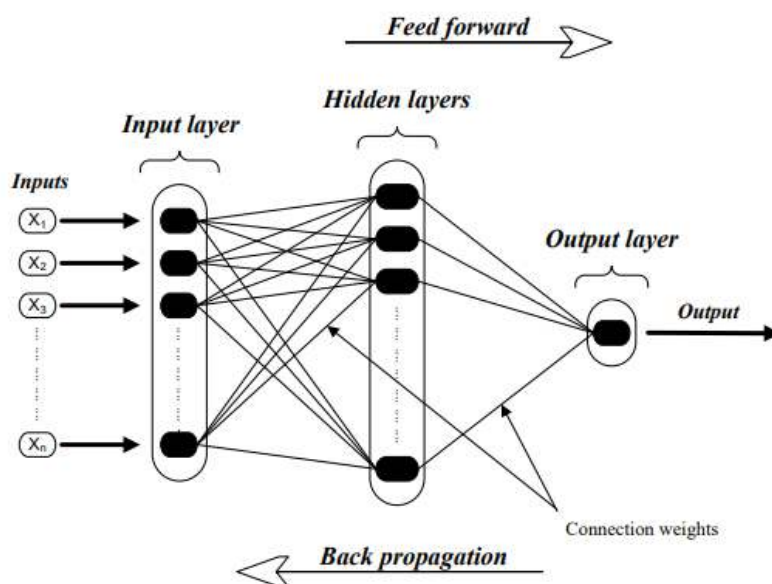 Feed forward
Hidden layers
Input layer
Inputs
Output layer
X1
X2
X3
Output
Xn
Connection weights
Back propagation